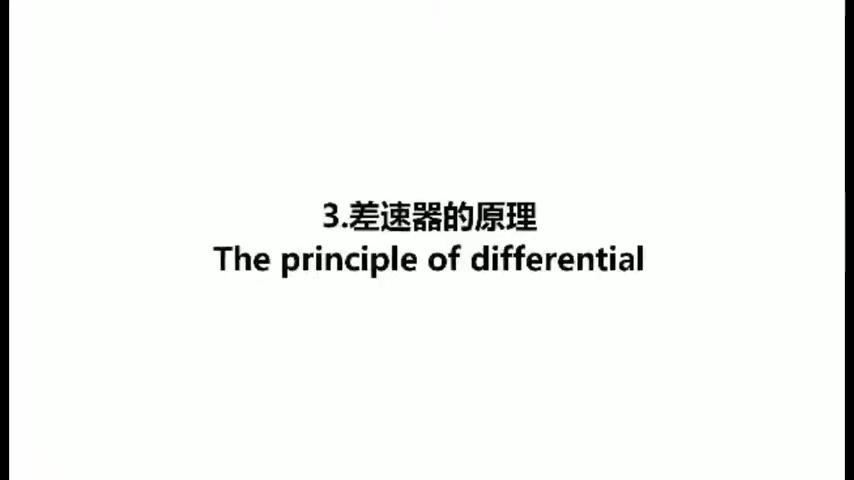 3.差速器的原理
The principle of differential